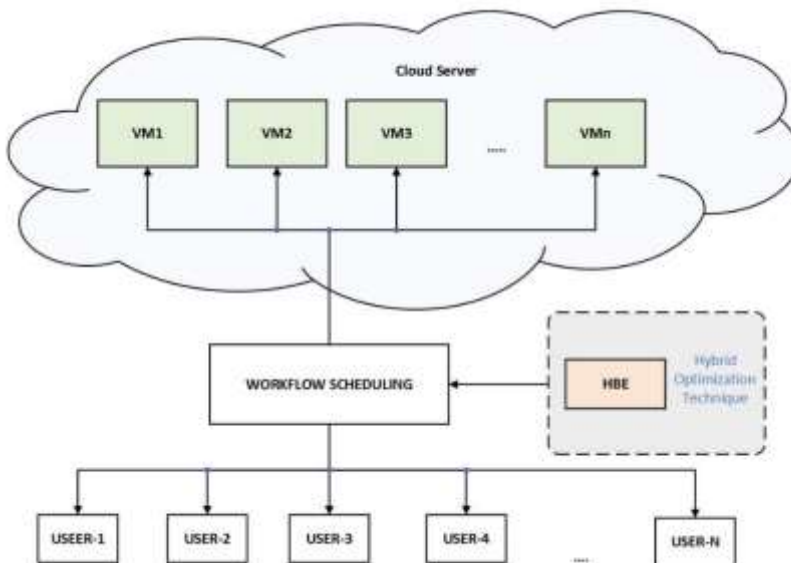 Cloud Server
VM1
VM2
VM3
.....
VMn
WORKFLOW SCHEDULING
HBE
Hybrid
Optimization
Technique
USEER-1
USER-2
USER-3
USER-4
....
USER-N